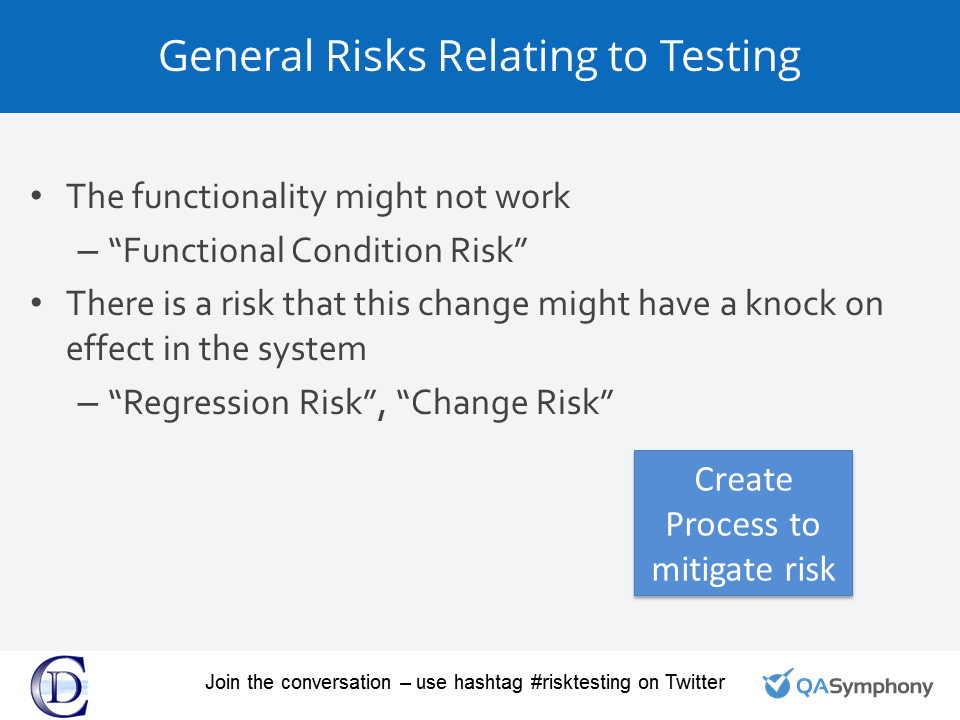 General Risks Relating to Testing
• The functionality might not work
– “Functional Condition Risk”
• There is a risk that this change might have a knock on
effect in the system
– “Regression Risk”, “Change Risk”
Create
Process to
mitigate risk
CD
Join the conversation – use hashtag #risktesting on Twitter
QASymphony